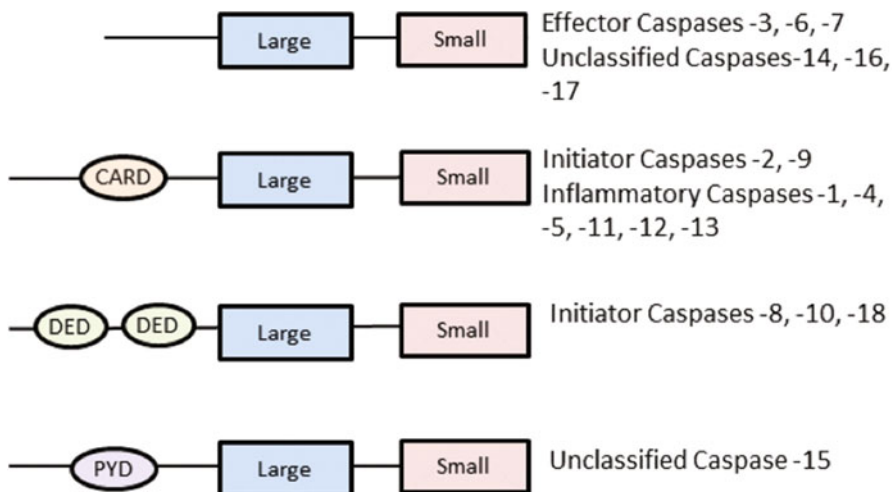 Large Small Effector Caspases -3, -6, -7
Unclassified Caspases-14, -16,
-17
CARD Large Small Initiator Caspases -2, -9
Inflammatory Caspases -1, -4,
-5, -11, -12, -13
DED DED Large Small Initiator Caspases -8, -10, -18
PYD Large Small Unclassified Caspase -15